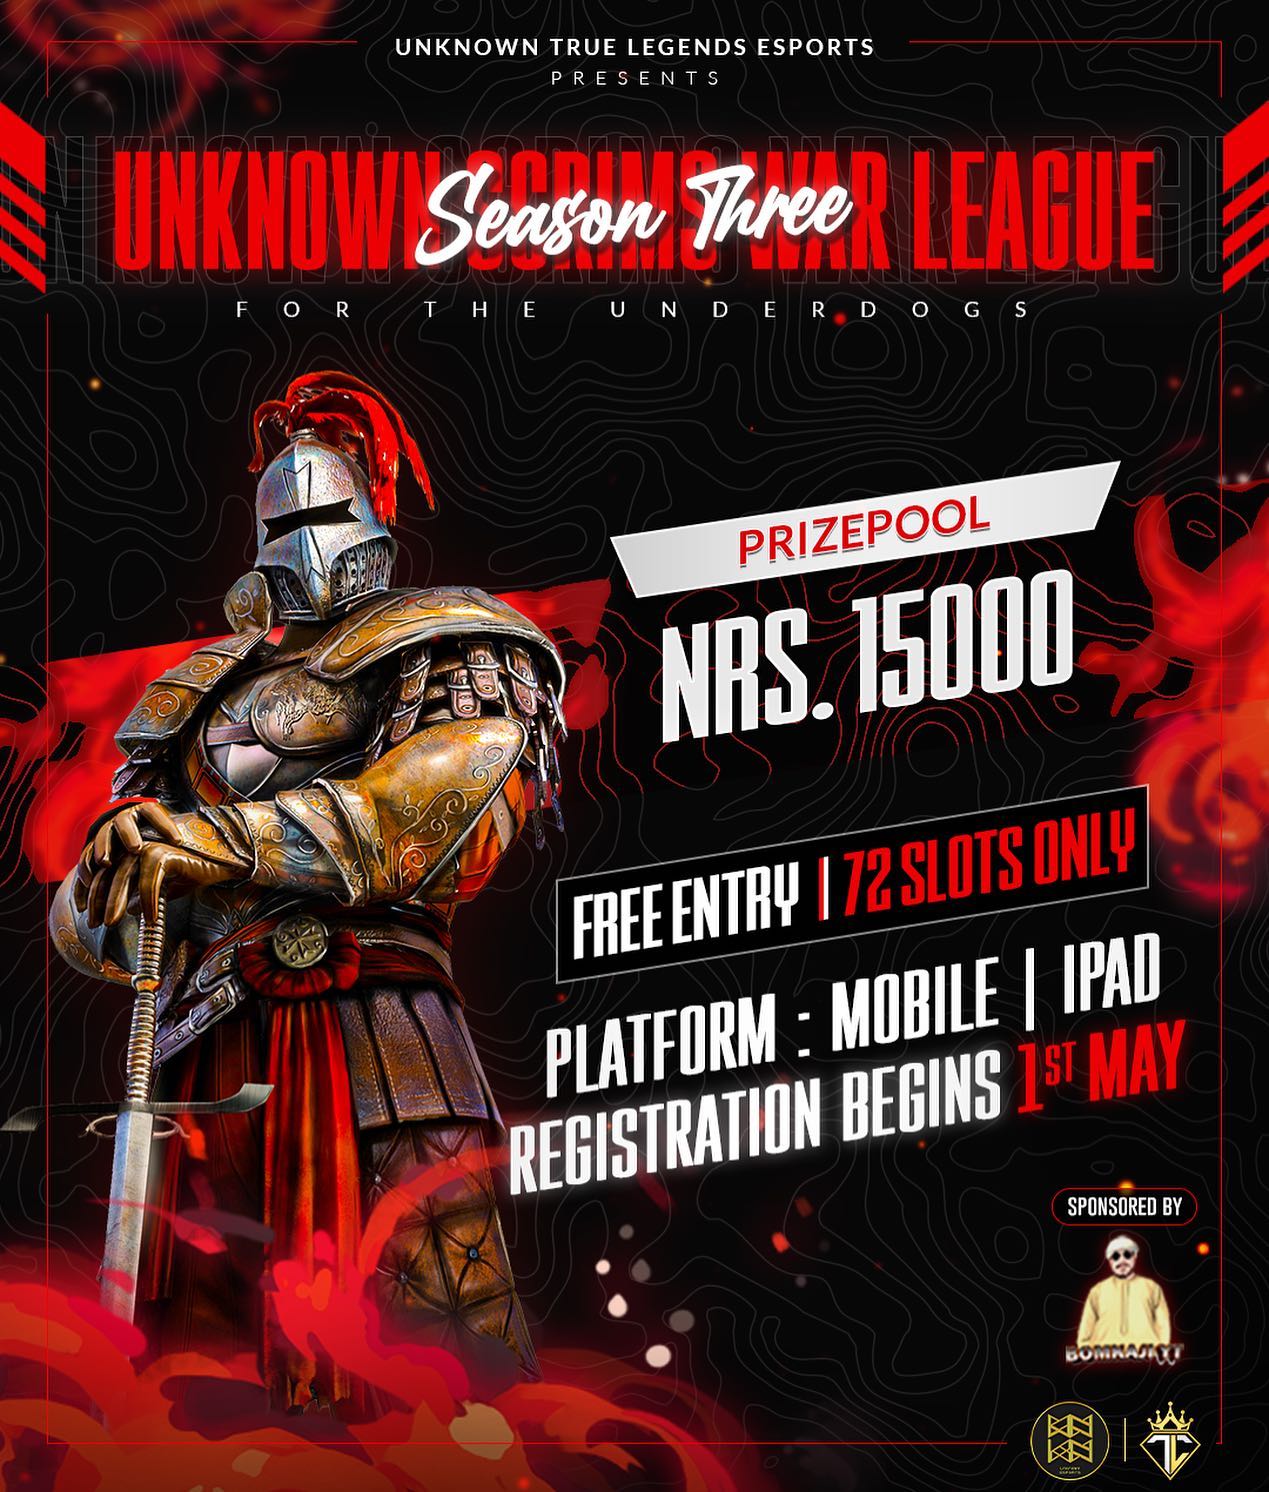 UNKNOWN TRUE LEGENDS ESPORTS
PRESENTS
UNKNOWN SCRIMS WAR LEAGUE
Season Three
FOR THE UNDERDOGS
PRIZEPOOL
NRS. 15000
FREE ENTRY | 72 SLOTS ONLY
PLATFORM : MOBILE | IPAD
REGISTRATION BEGINS 1ST MAY
SPONSORED BY